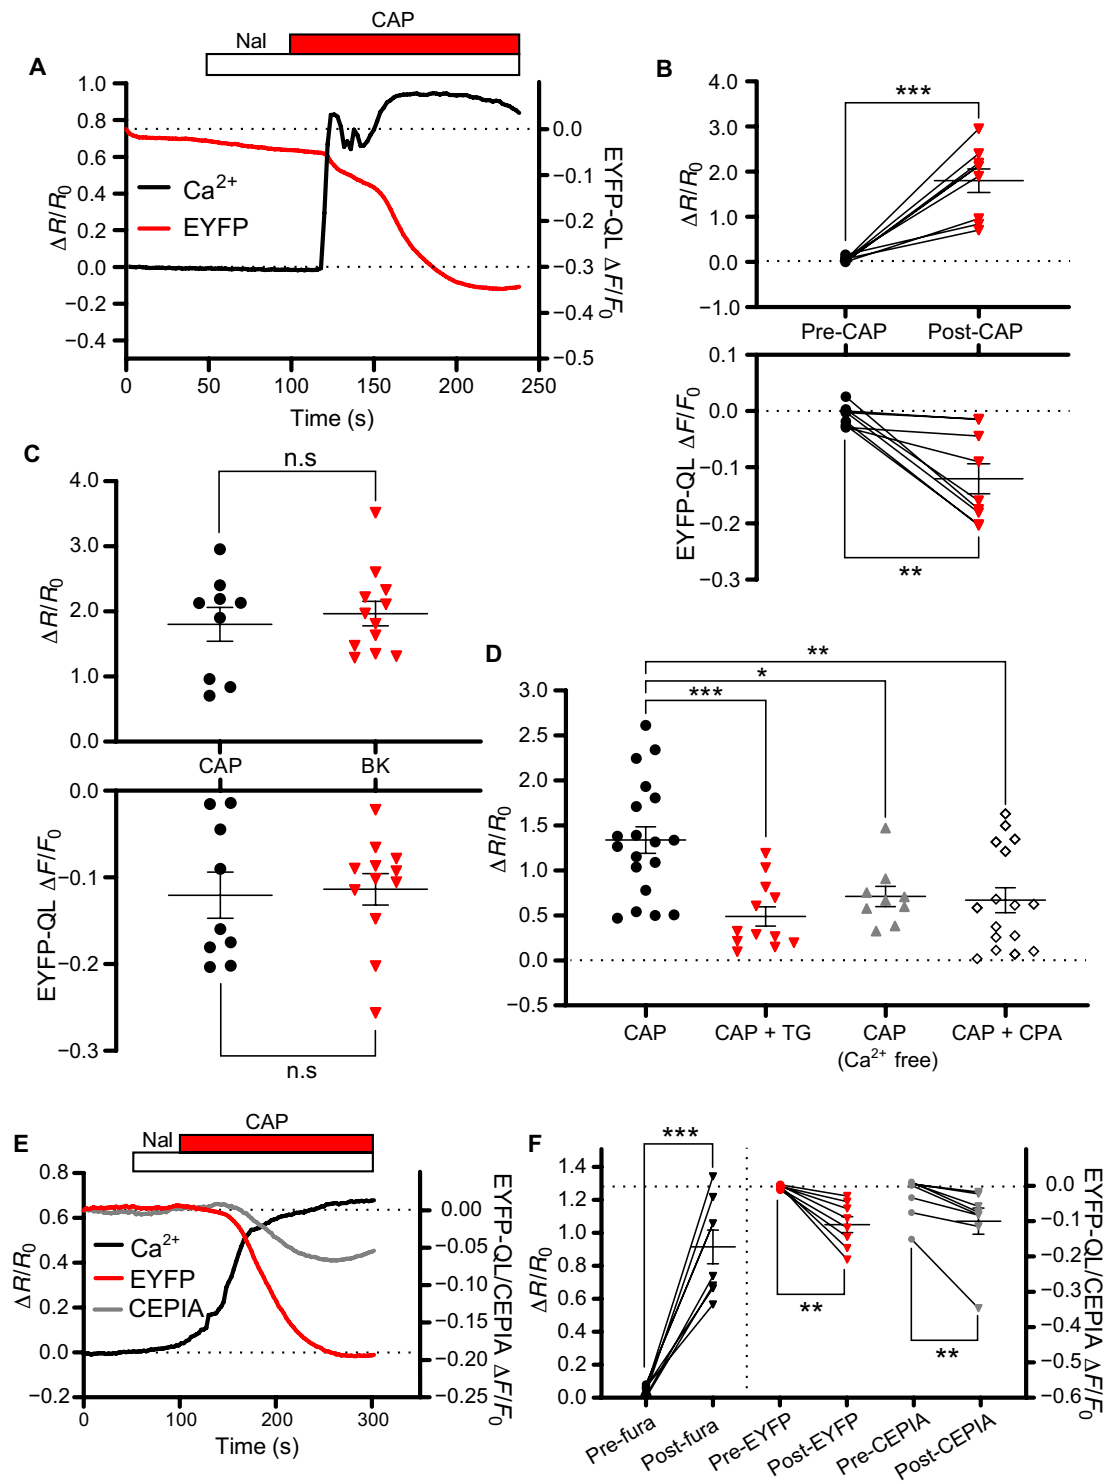 A
NaI
CAP
ΔR/R0
1.0
0.8
0.6
0.4
0.2
0.0
−0.2
−0.4
Ca2+
EYFP
0.0
−0.1
−0.2
−0.3
−0.4
−0.5
EYFP-QL ΔF/F0
0
50
100
150
200
250
Time (s)
B
***
ΔR/R0
4.0
3.0
2.0
1.0
0.0
−1.0
Pre-CAP
Post-CAP
EYFP-QL ΔF/F0
0.1
0.0
−0.1
−0.2
−0.3
**
C
n.s
ΔR/R0
4.0
3.0
2.0
1.0
0.0
CAP
BK
EYFP-QL ΔF/F0
0
−0.1
−0.2
−0.3
n.s
D
**
*
***
ΔR/R0
3.0
2.5
2.0
1.5
1.0
0.5
0.0
−0.5
CAP
CAP + TG
CAP
(Ca2+ free)
CAP + CPA
E
NaI
CAP
ΔR/R0
0.8
0.6
0.4
0.2
0.0
−0.2
Ca2+
EYFP
CEPIA
0.00
−0.05
−0.10
−0.15
−0.20
−0.25
EYFP-QL/CEPIA ΔF/F0
0
100
200
300
Time (s)
F
***
ΔR/R0
1.4
1.2
1.0
0.8
0.6
0.4
0.2
0.0
**
**
0.0
−0.1
−0.2
−0.3
−0.4
−0.5
−0.6
EYFP-QL/CEPIA ΔF/F0
Pre-fura
Post-fura
Pre-EYFP
Post-EYFP
Pre-CEPIA
Post-CEPIA